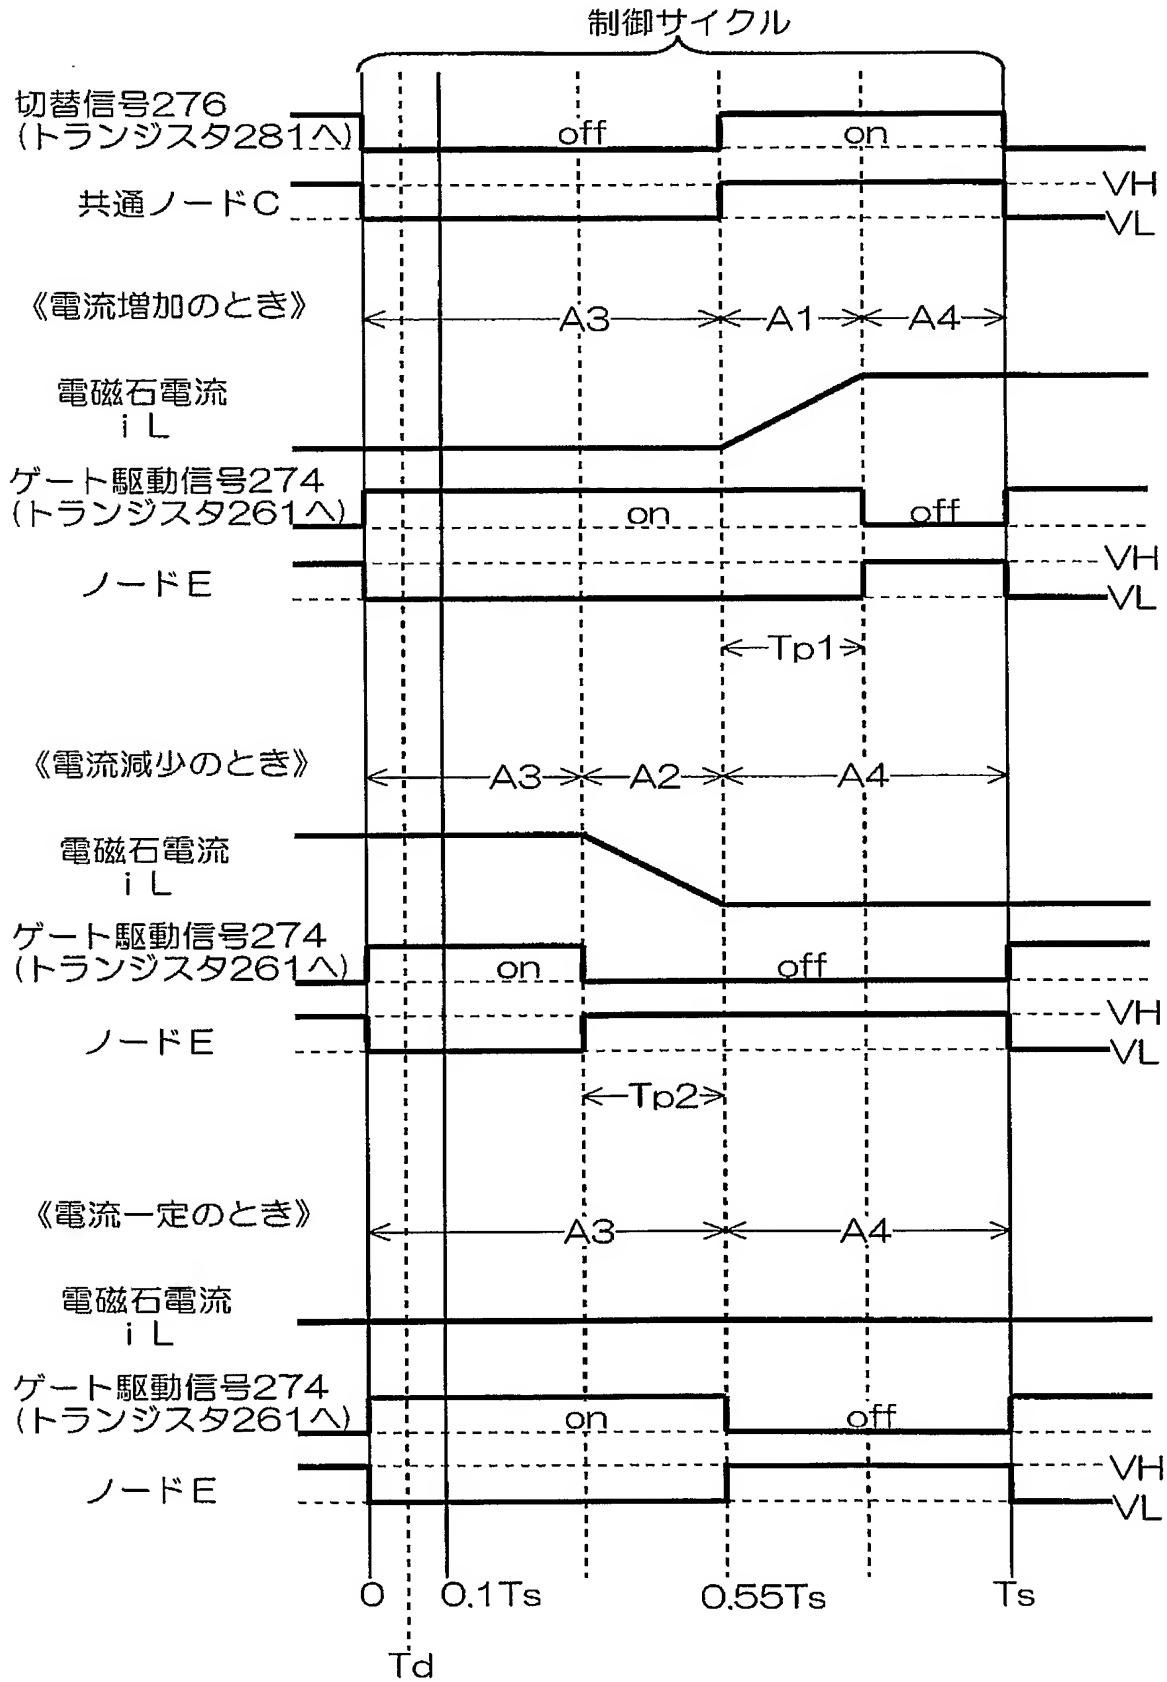 制御サイクル
切替信号276
(トランジスタ281へ)
off
on
共通ノードC
VH
VL
《電流増加のとき》
A3
A1
A4
電磁石電流
iL
ゲート駆動信号274
(トランジスタ261へ)
on
off
ノードE
VH
VL
Tp1
《電流減少のとき》
A3
A2
A4
電磁石電流
iL
ゲート駆動信号274
(トランジスタ261へ)
on
off
ノードE
VH
VL
Tp2
《電流一定のとき》
A3
A4
電磁石電流
iL
ゲート駆動信号274
(トランジスタ261へ)
on
off
ノードE
VH
VL
0
0.1Ts
0.55Ts
Ts
Td